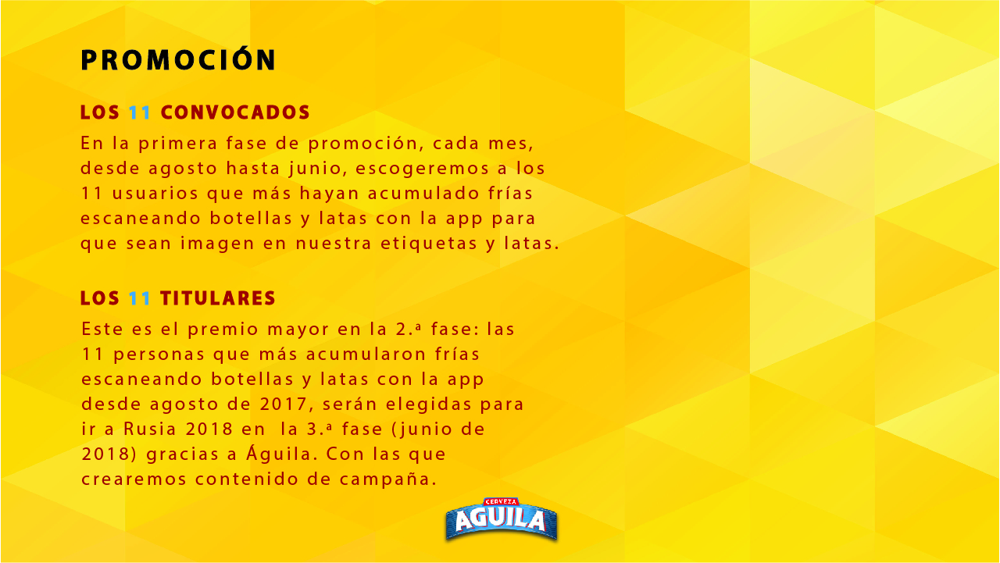 PROMOCIÓN
LOS 11 CONVOCADOS
En la primera fase de promoción, cada mes,
desde agosto hasta junio, escogeremos a los
11 usuarios que más hayan acumulado frías
escaneando botellas y latas con la app para
que sean imagen en nuestra etiquetas y latas.
LOS 11 TITULARES
Este es el premio mayor en la 2.ª fase: las
11 personas que más acumularon frías
escaneando botellas y latas con la app
desde agosto de 2017, serán elegidas para
ir a Rusia 2018 en  la 3.ª fase (junio de
2018) gracias a Águila. Con las que
crearemos contenido de campaña.
CERVEZA
AGUILA